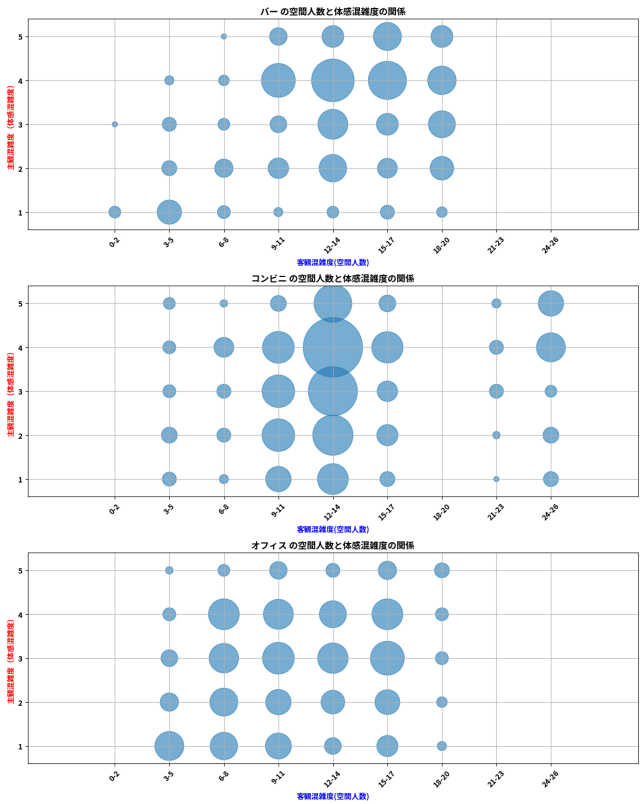 バー の空間人数と体感混雑度の関係
主観混雑度 (体感混雑度)
5
4
3
2
1
0-2 3-5 6-8 9-11 12-14 15-17 18-20 21-23 24-26
客観混雑度(空間人数)
コンビニ の空間人数と体感混雑度の関係
主観混雑度 (体感混雑度)
5
4
3
2
1
0-2 3-5 6-8 9-11 12-14 15-17 18-20 21-23 24-26
客観混雑度(空間人数)
オフィス の空間人数と体感混雑度の関係
主観混雑度 (体感混雑度)
5
4
3
2
1
0-2 3-5 6-8 9-11 12-14 15-17 18-20 21-23 24-26
客観混雑度(空間人数)